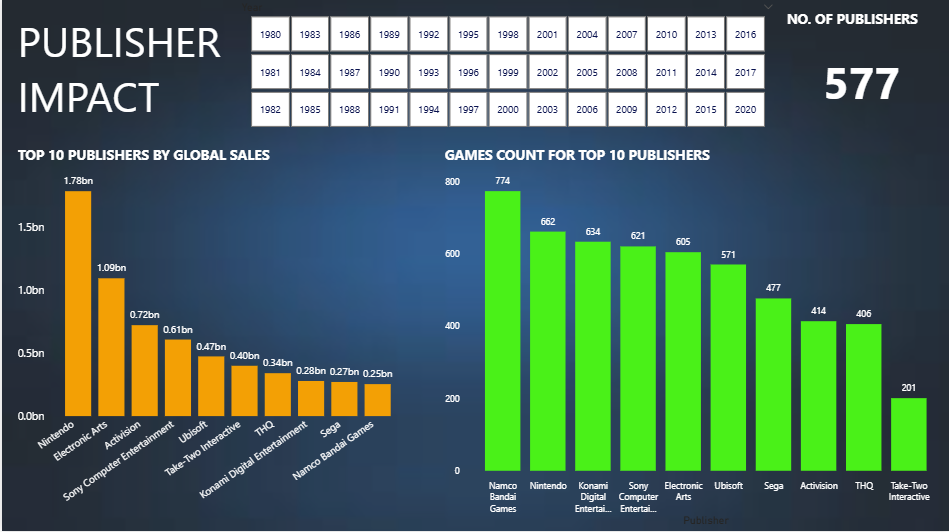 PUBLISHER
IMPACT
1980 1983 1986 1989 1992 1995 1998 2001 2004 2007 2010 2013 2016
1981 1984 1987 1990 1993 1996 1999 2002 2005 2008 2011 2014 2017
1982 1985 1988 1991 1994 1997 2000 2003 2006 2009 2012 2015 2020
NO. OF PUBLISHERS
577
TOP 10 PUBLISHERS BY GLOBAL SALES
1.78bn
1.09bn
0.72bn
0.61bn
0.47bn
0.40bn
0.34bn
0.28bn
0.27bn
0.25bn
1.5bn
1.0bn
0.5bn
0.0bn
Nintendo
Electronic Arts
Activision
Sony Computer Entertainment
Ubisoft
Take-Two Interactive
THQ
Konami Digital Entertainment
Sega
Namco Bandai Games
GAMES COUNT FOR TOP 10 PUBLISHERS
800
600
400
200
0
774
662
634
621
605
571
477
414
406
201
Namco
Bandai
Games
Nintendo
Konami
Digital
Entertai...
Sony
Computer
Entertai...
Electronic
Arts
Ubisoft
Sega
Activision
THQ
Take-Two
Interactive
Publisher